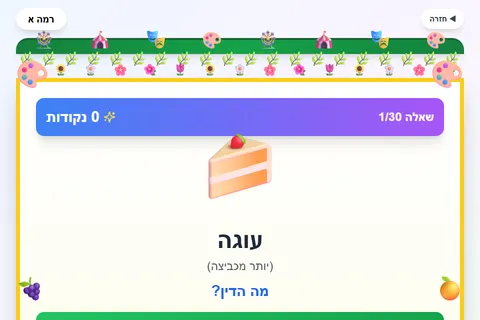 ◀ חזרה
רמה א
שאלה 1/30
✨ 0 נקודות
עוגה
(יותר מכביצה)
מה הדין?